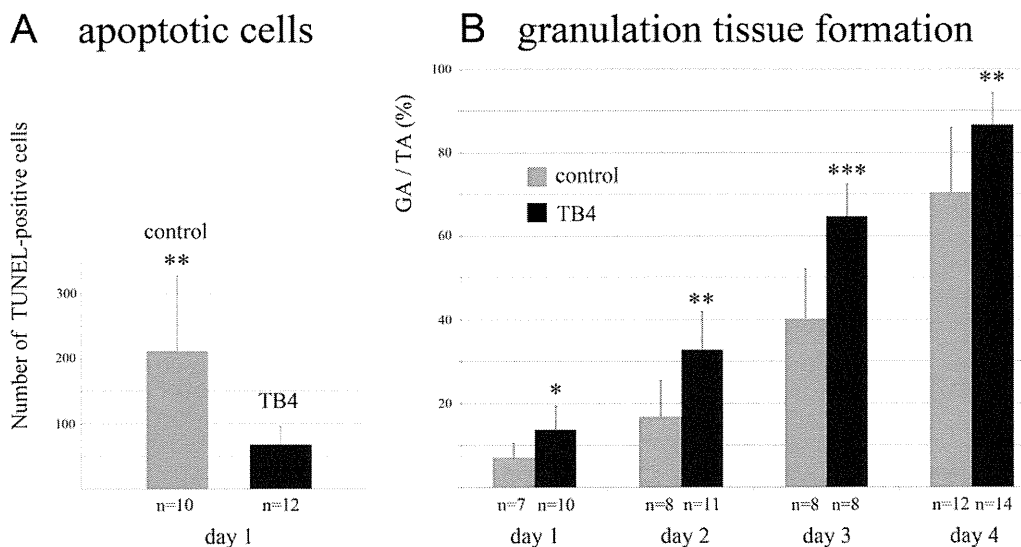 A apoptotic cells
Number of TUNEL-positive cells
300
200
100
control
**
TB4
n=10 n=12
day 1
B granulation tissue formation
GA / TA (%)
100
80
60
40
20
control
TB4
*
**
***
**
n=7 n=10 n=8 n=11 n=8 n=8 n=12 n=14
day 1 day 2 day 3 day 4